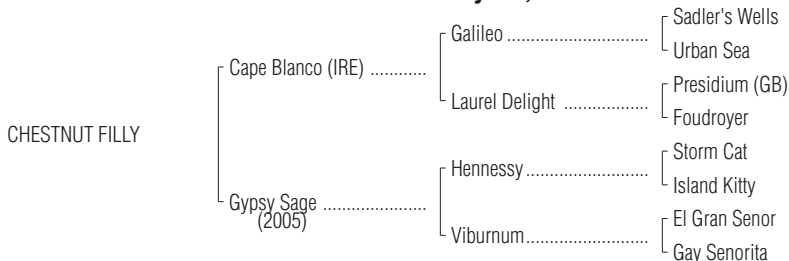 Sadler's Wells
Galileo ..............................
Urban Sea
Cape Blanco (IRE) ............
Presidium (GB)
Laurel Delight ..................
Foudroyer
CHESTNUT FILLY
Storm Cat
Hennessy..........................
Island Kitty
Gypsy Sage ......................
(2005)
El Gran Senor
Viburnum..........................
Gay Senorita